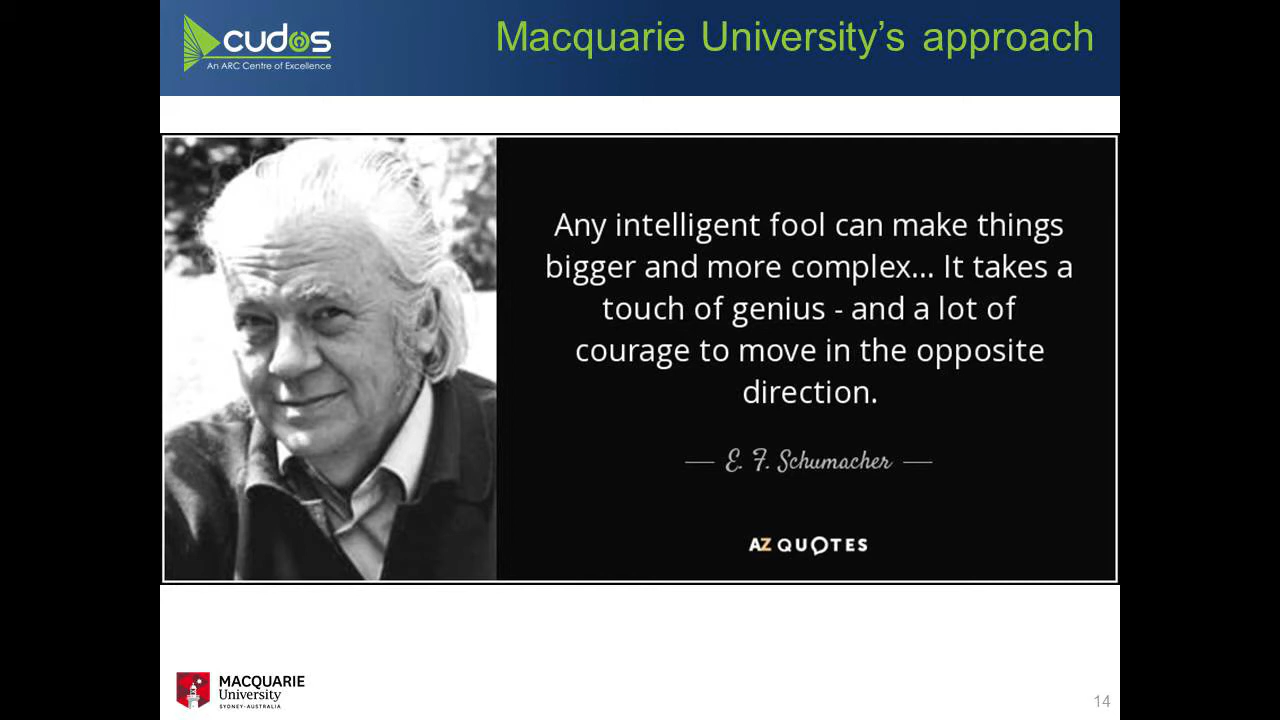 cudos
An ARC Centre of Excellence
Macquarie University’s approach
Any intelligent fool can make things
bigger and more complex... It takes a
touch of genius - and a lot of
courage to move in the opposite
direction.
E. F. Schumacher
AZ QUOTES
MACQUARIE
University
SYDNEY-AUSTRALIA
14